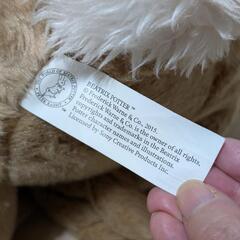 BEATRIX POTTER™
© Frederick Warne & Co., 2015.
Frederick Warne & Co. is the owner of all rights,
copyrights and trademarks in the Beatrix
Potter character names and illustrations.
Licensed by Sony Creative Products Inc.